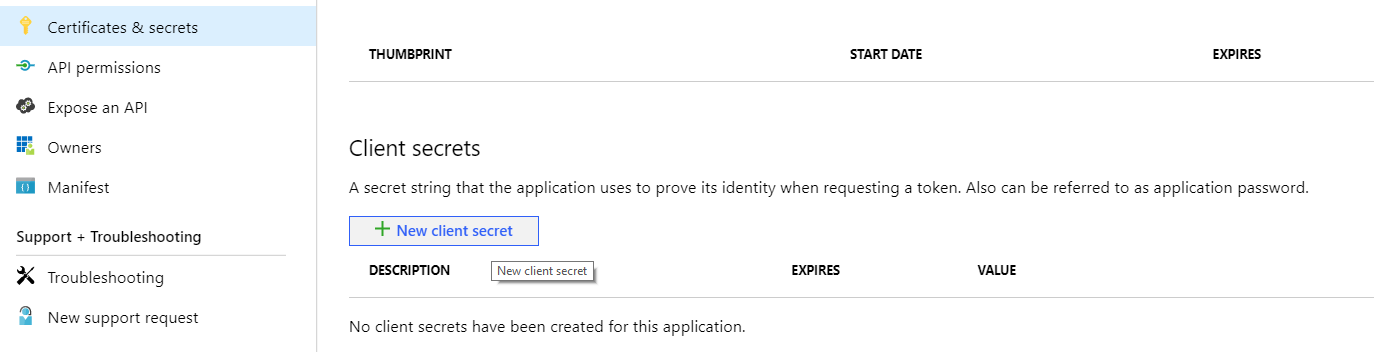 Certificates & secrets
API permissions
Expose an API
Owners
Manifest
Support + Troubleshooting
Troubleshooting
New support request
THUMBPRINT START DATE EXPIRES
Client secrets
A secret string that the application uses to prove its identity when requesting a token. Also can be referred to as application password.
New client secret
DESCRIPTION EXPIRES VALUE
New client secret
No client secrets have been created for this application.